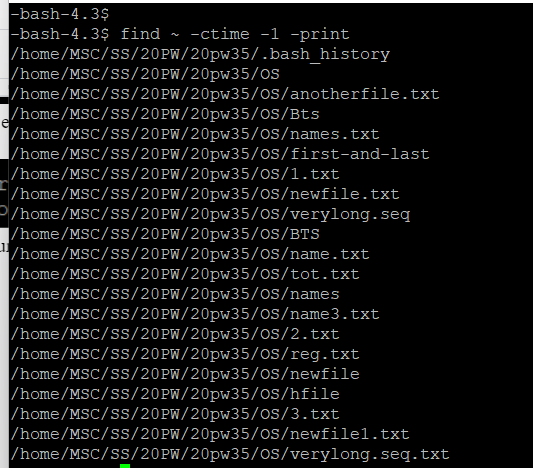 -bash-4.3$
-bash-4.3$ find ~ -ctime -1 -print
/home/MSC/SS/20PW/20pw35/.bash_history
/home/MSC/SS/20PW/20pw35/OS
/home/MSC/SS/20PW/20pw35/OS/anotherfile.txt
/home/MSC/SS/20PW/20pw35/OS/Bts
/home/MSC/SS/20PW/20pw35/OS/names.txt
/home/MSC/SS/20PW/20pw35/OS/first-and-last
/home/MSC/SS/20PW/20pw35/OS/1.txt
/home/MSC/SS/20PW/20pw35/OS/newfile.txt
/home/MSC/SS/20PW/20pw35/OS/verylong.seq
/home/MSC/SS/20PW/20pw35/OS/BTS
/home/MSC/SS/20PW/20pw35/OS/name.txt
/home/MSC/SS/20PW/20pw35/OS/tot.txt
/home/MSC/SS/20PW/20pw35/OS/names
/home/MSC/SS/20PW/20pw35/OS/name3.txt
/home/MSC/SS/20PW/20pw35/OS/2.txt
/home/MSC/SS/20PW/20pw35/OS/reg.txt
/home/MSC/SS/20PW/20pw35/OS/newfile
/home/MSC/SS/20PW/20pw35/OS/hfile
/home/MSC/SS/20PW/20pw35/OS/3.txt
/home/MSC/SS/20PW/20pw35/OS/newfile1.txt
/home/MSC/SS/20PW/20pw35/OS/verylong.seq.txt